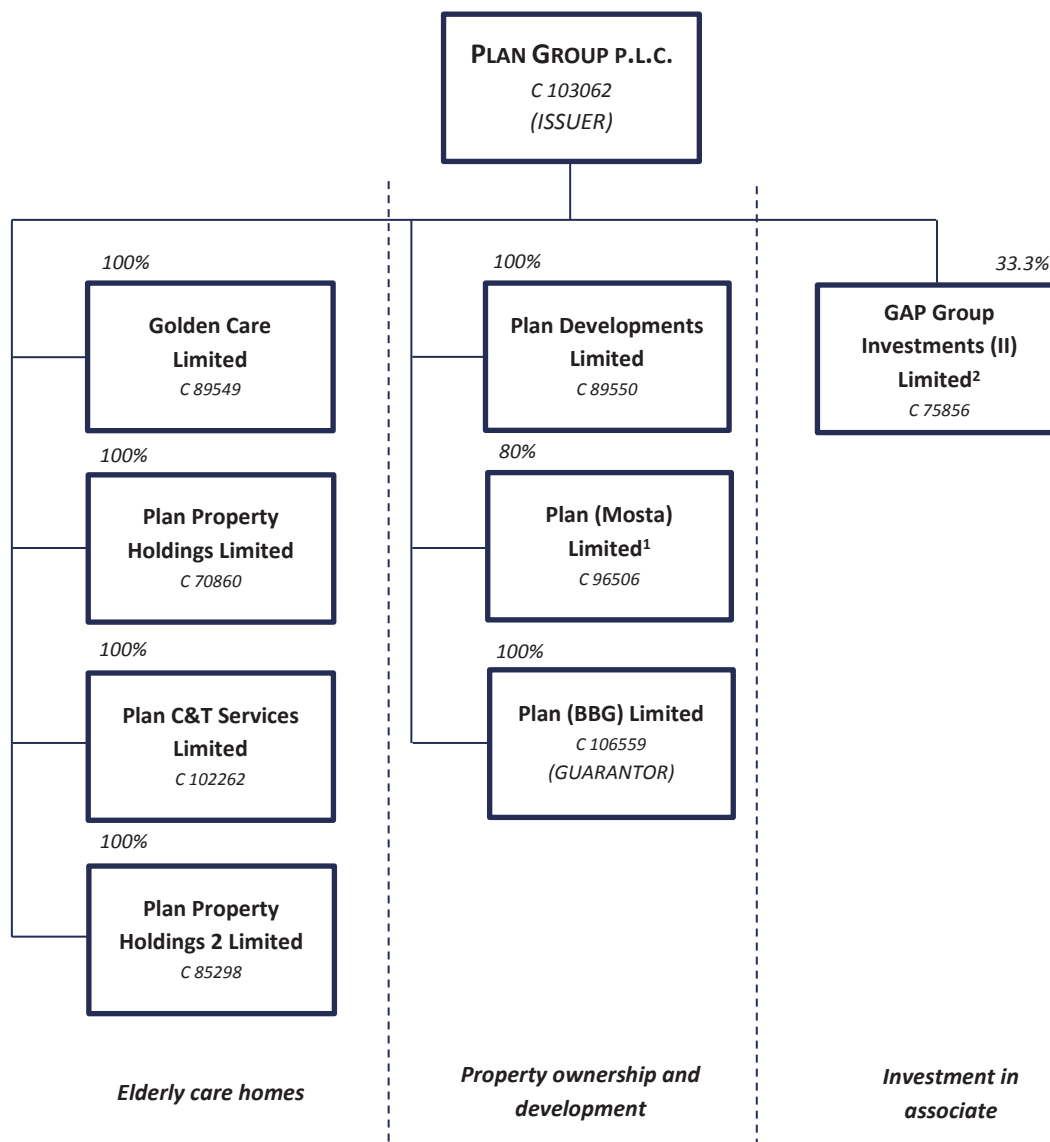 PLAN GROUP P.L.C.
C 103062
(ISSUER)
100%
Golden Care
Limited
C 89549
100%
Plan Property
Holdings Limited
C 70860
100%
Plan C&T Services
Limited
C 102262
100%
Plan Property
Holdings 2 Limited
C 85298
Elderly care homes
100%
Plan Developments
Limited
C 89550
80%
Plan (Mosta)
Limited¹
C 96506
100%
Plan (BBG) Limited
C 106559
(GUARANTOR)
Property ownership and
development
33.3%
GAP Group
Investments (II)
Limited²
C 75856
Investment in
associate